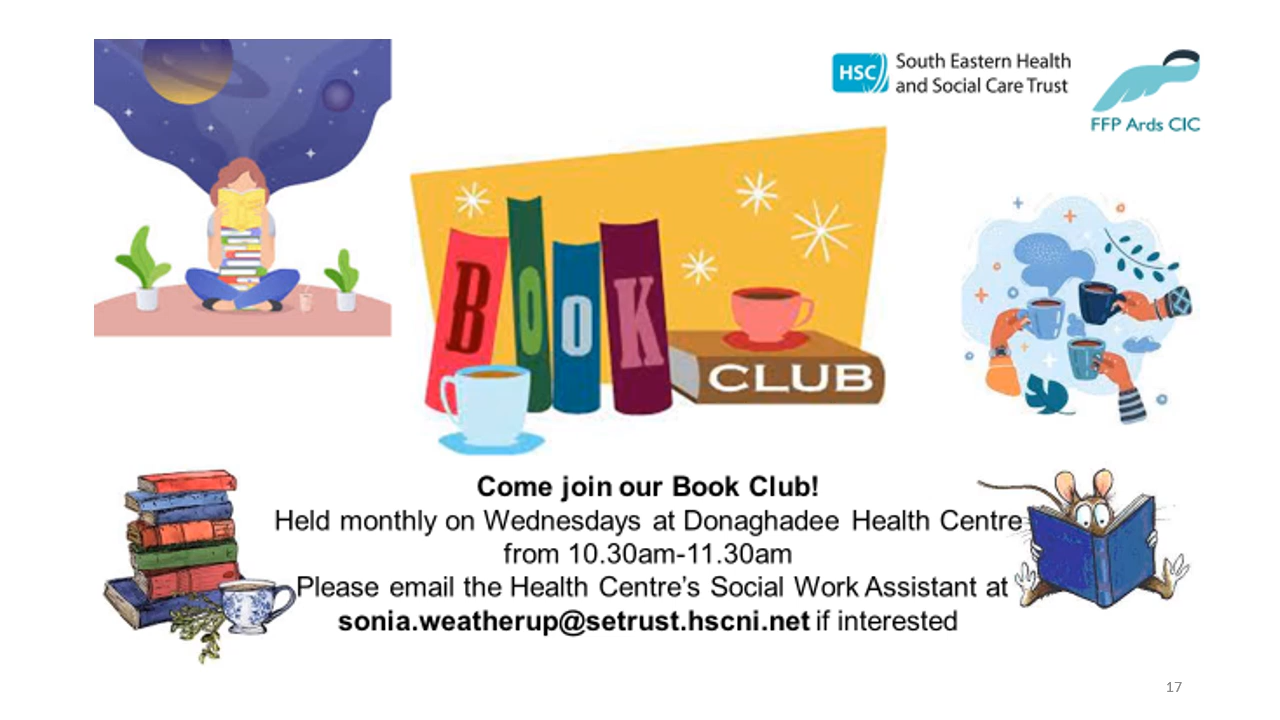 HSC South Eastern Health
and Social Care Trust
FFP Ards CIC
BOOK
CLUB
Come join our Book Club!
Held monthly on Wednesdays at Donaghadee Health Centre
from 10.30am-11.30am
Please email the Health Centre’s Social Work Assistant at
sonia.weatherup@setrust.hscni.net if interested
17